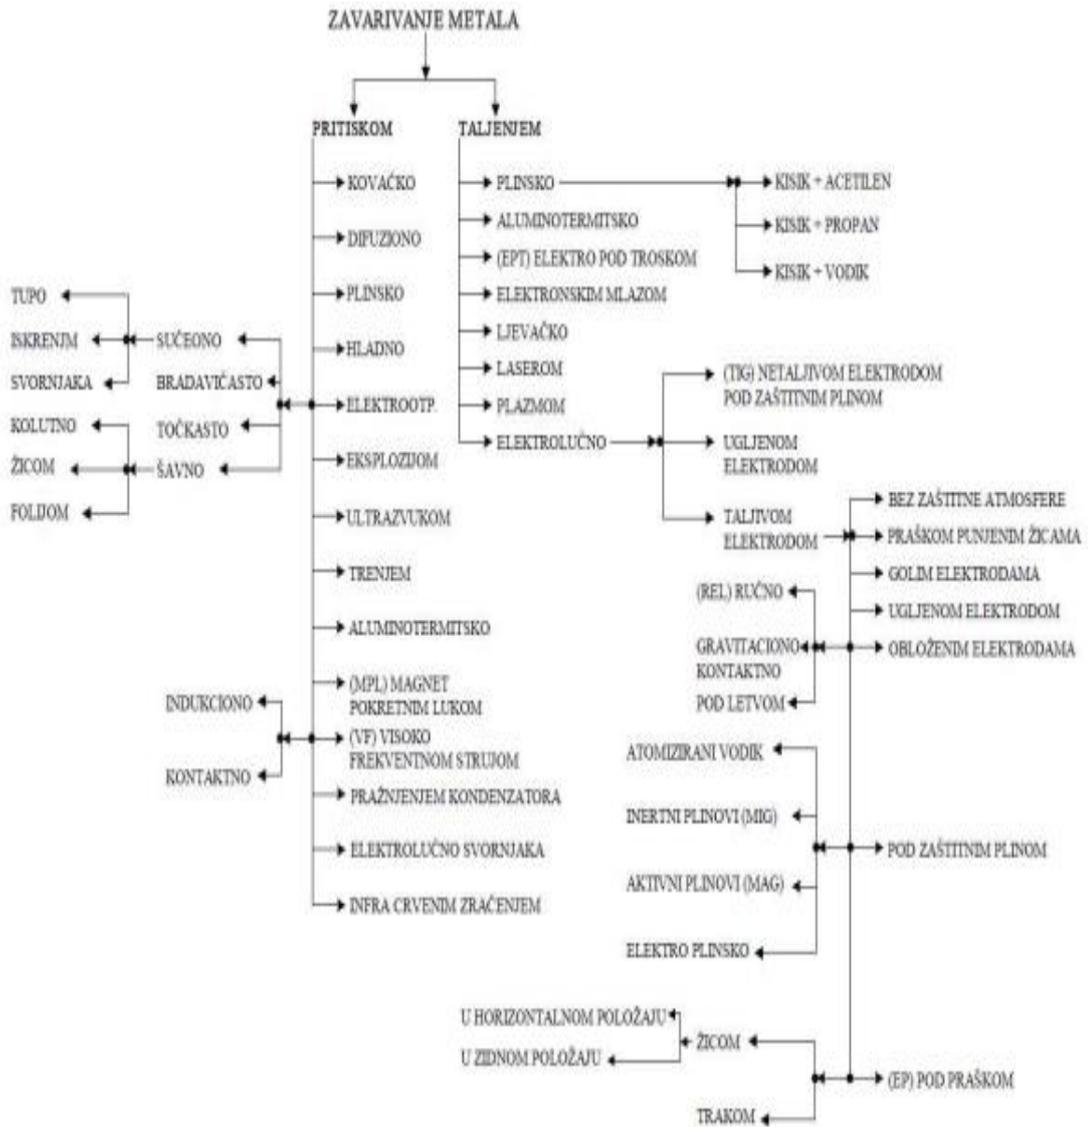 ZAVARIVANJE METALA
PRITISKOM
KOVAČKO
DIFUZIONO
PLINSKO
HLADNO
ELEKTROOTP.
SUČEONO
TUPO
ISKRENJM
SVORNJAKA
BRADAVIČASTO
TOČKASTO
ŠAVNO
KOLUTNO
ŽICOM
FOLIJOM
EKSPLOZIJOM
ULTRAZVUKOM
TRENJEM
ALUMINOTERMITSKO
(MPL) MAGNET
POKRETNIM LUKOM
(VF) VISOKO
FREKVENTNOM STRUJOM
INDUKCIONO
KONTAKTNO
PRAŽNJENJEM KONDENZATORA
ELEKTROLUČNO SVORNJAKA
INFRA CRVENIM ZRAČENJEM
TALJENJEM
PLINSKO
KISIK + ACETILEN
KISIK + PROPAN
KISIK + VODIK
ALUMINOTERMITSKO
(EPT) ELEKTRO POD TROSKOM
ELEKTRONSKIM MLAZOM
LJEVAČKO
LASEROM
PLAZMOM
ELEKTROLUČNO
(TIG) NETALJIVOM ELEKTRODOM
POD ZAŠTITNIM PLINOM
UGLJENOM
ELEKTRODOM
TALJIVOM
ELEKTRODOM
BEZ ZAŠTITNE ATMOSFERE
PRAŠKOM PUNJENIM ŽICAMA
GOLIM ELEKTRODAMA
UGLJENOM ELEKTRODOM
OBLOŽENIM ELEKTRODAMA
(REL) RUČNO
GRAVITACIONO
KONTAKTNO
POD LETVOM
POD ZAŠTITNIM PLINOM
ATOMIZIRANI VODIK
INERTNI PLINOVI (MIG)
AKTIVNI PLINOVI (MAG)
ELEKTRO PLINSKO
(EP) POD PRAŠKOM
ŽICOM
U HORIZONTALNOM POLOŽAJU
U ZIDNOM POLOŽAJU
TRAKOM